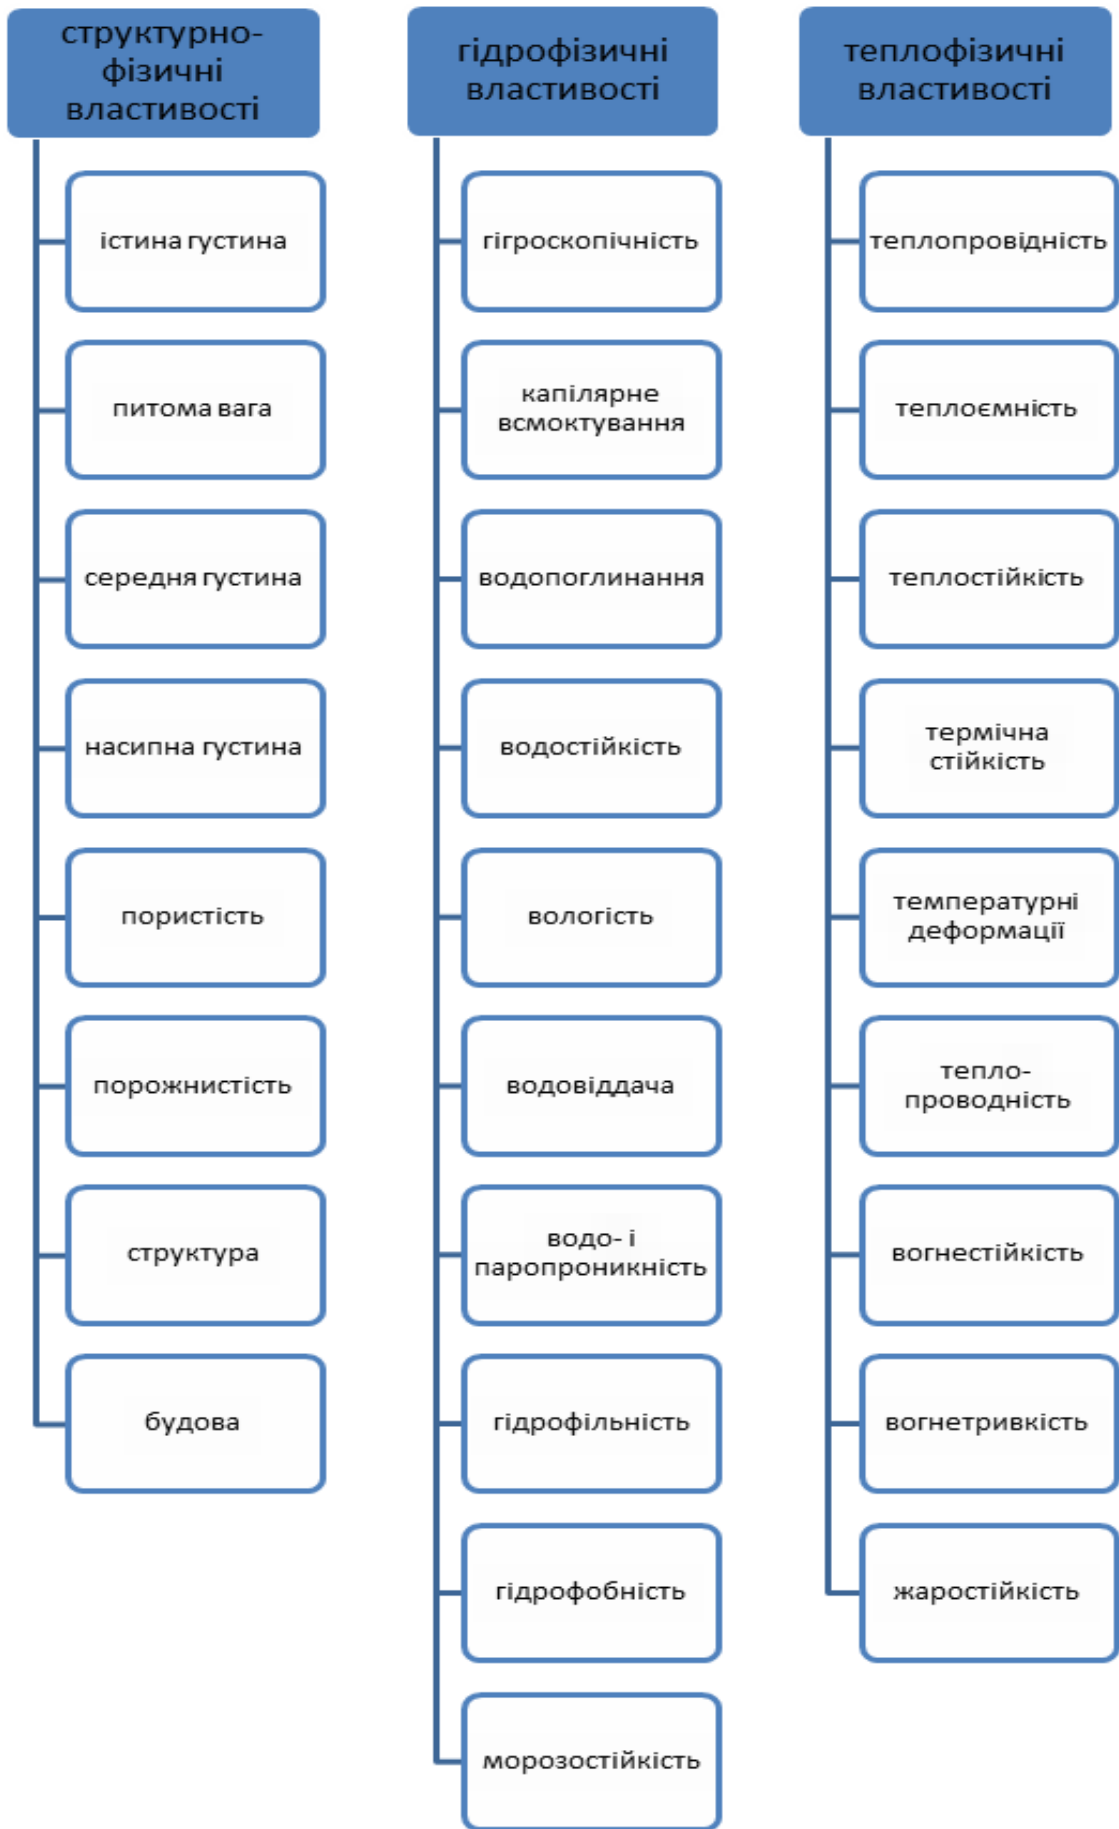 структурно-
фізичні
властивості
істина густина
питома вага
середня густина
насипна густина
пористість
порожнистість
структура
будова
гідрофізичні
властивості
гігроскопічність
капілярне
всмоктування
водопоглинання
водостійкість
вологість
водовіддача
водо- і
паропроникність
гідрофільність
гідрофобність
морозостійкість
теплофізичні
властивості
теплопровідність
теплоємність
теплостійкість
термічна
стійкість
температурні
деформації
тепло-
проводність
вогнестійкість
вогнетривкість
жаростійкість